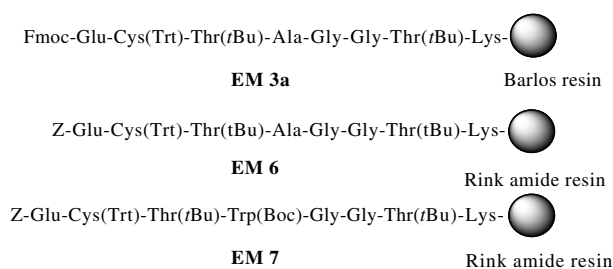 Fmoc-Glu-Cys(Trt)-Thr(tBu)-Ala-Gly-Gly-Thr(tBu)-Lys-
EM 3a
Barlos resin
Z-Glu-Cys(Trt)-Thr(tBu)-Ala-Gly-Gly-Thr(tBu)-Lys-
EM 6
Rink amide resin
Z-Glu-Cys(Trt)-Thr(tBu)-Trp(Boc)-Gly-Gly-Thr(tBu)-Lys-
EM 7
Rink amide resin